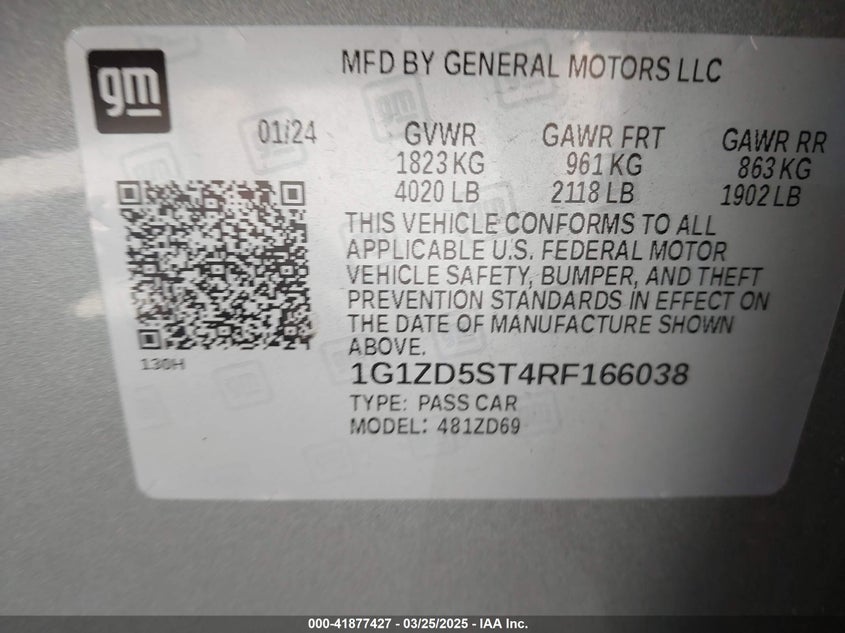 gm
MFD BY GENERAL MOTORS LLC
01/24 GVWR GAWR FRT GAWR RR
1823 KG 961 KG 863 KG
4020 LB 2118 LB 1902 LB
THIS VEHICLE CONFORMS TO ALL
APPLICABLE U.S. FEDERAL MOTOR
VEHICLE SAFETY, BUMPER, AND THEFT
PREVENTION STANDARDS IN EFFECT ON
THE DATE OF MANUFACTURE SHOWN
ABOVE.
130H
1G1ZD5ST4RF166038
TYPE: PASS CAR
MODEL: 481ZD69
000-41877427 - 03/25/2025 - IAA Inc.